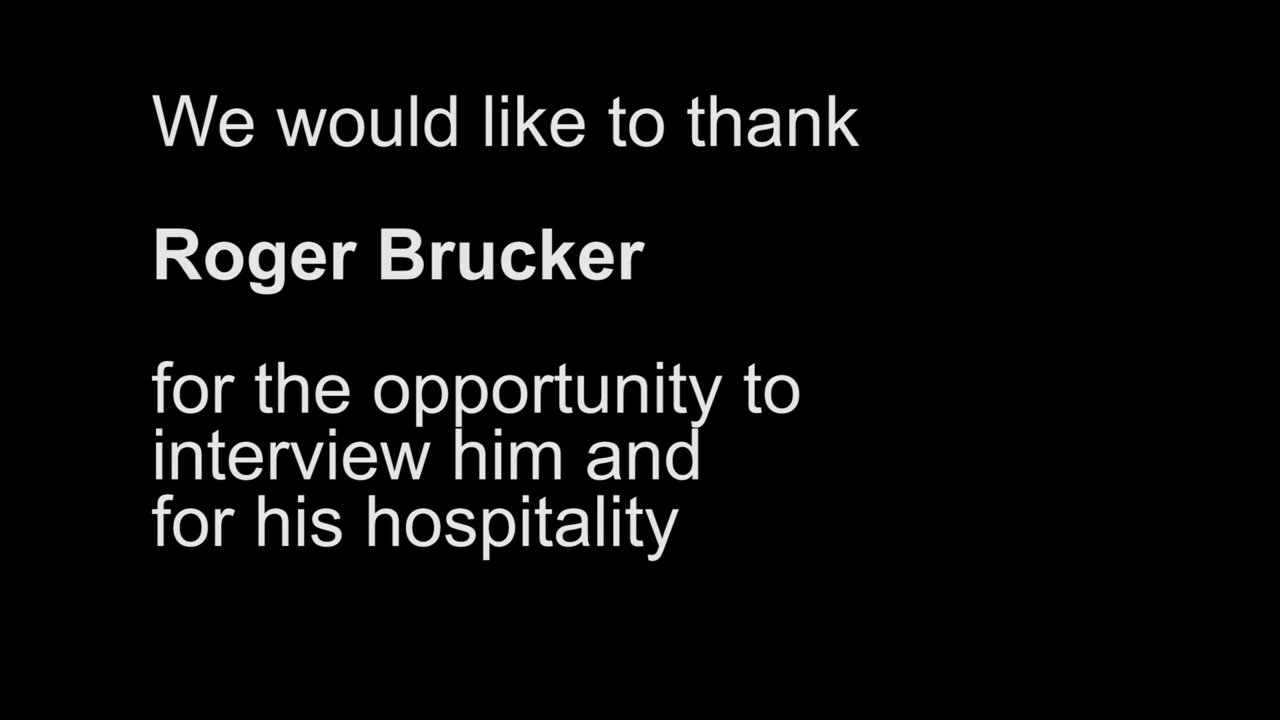 We would like to thank
Roger Brucker
for the opportunity to
interview him and
for his hospitality